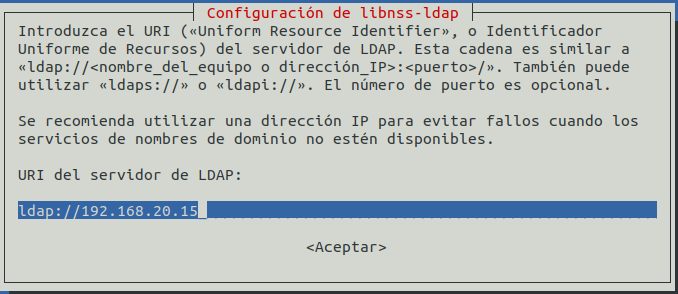 Configuración de libnss-ldap
Introduzca el URI («Uniform Resource Identifier», o Identificador
Uniforme de Recursos) del servidor de LDAP. Esta cadena es similar a
«ldap://<nombre_del_equipo o dirección_IP>:<puerto>/». También puede
utilizar «ldaps://» o «ldapi://». El número de puerto es opcional.
Se recomienda utilizar una dirección IP para evitar fallos cuando los
servicios de nombres de dominio no estén disponibles.
URI del servidor de LDAP:
ldap://192.168.20.15
<Aceptar>